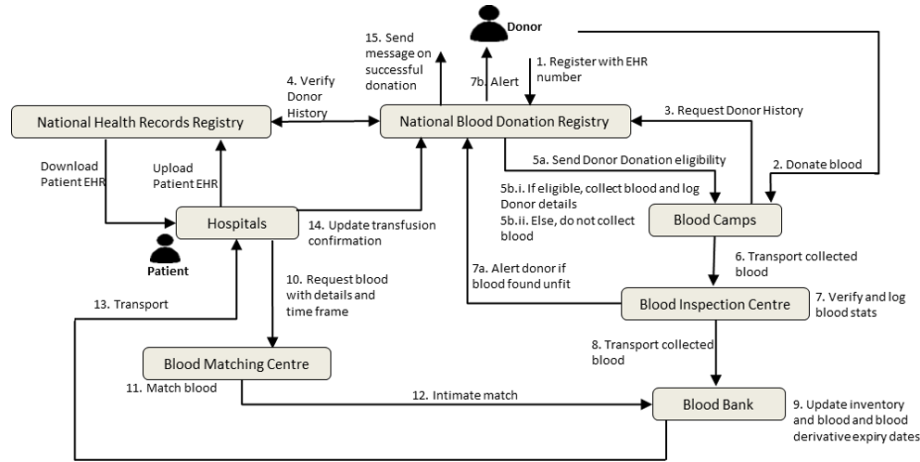 Donor
15. Send
message on
successful
donation
7b. Alert
1. Register with EHR
number
4. Verify
Donor
History
National Health Records Registry
National Blood Donation Registry
3. Request Donor History
Download
Patient EHR
Upload
Patient EHR
5a. Send Donor Donation eligibility
2. Donate blood
5b.i. If eligible, collect blood and log
Donor details
5b.ii. Else, do not collect
blood
Hospitals
14. Update transfusion
confirmation
Blood Camps
Patient
6. Transport collected
blood
10. Request blood
with details and
time frame
7a. Alert donor if
blood found unfit
13. Transport
Blood Inspection Centre
7. Verify and log
blood stats
8. Transport collected
blood
Blood Matching Centre
11. Match blood
12. Intimate match
Blood Bank
9. Update inventory
and blood and blood
derivative expiry dates